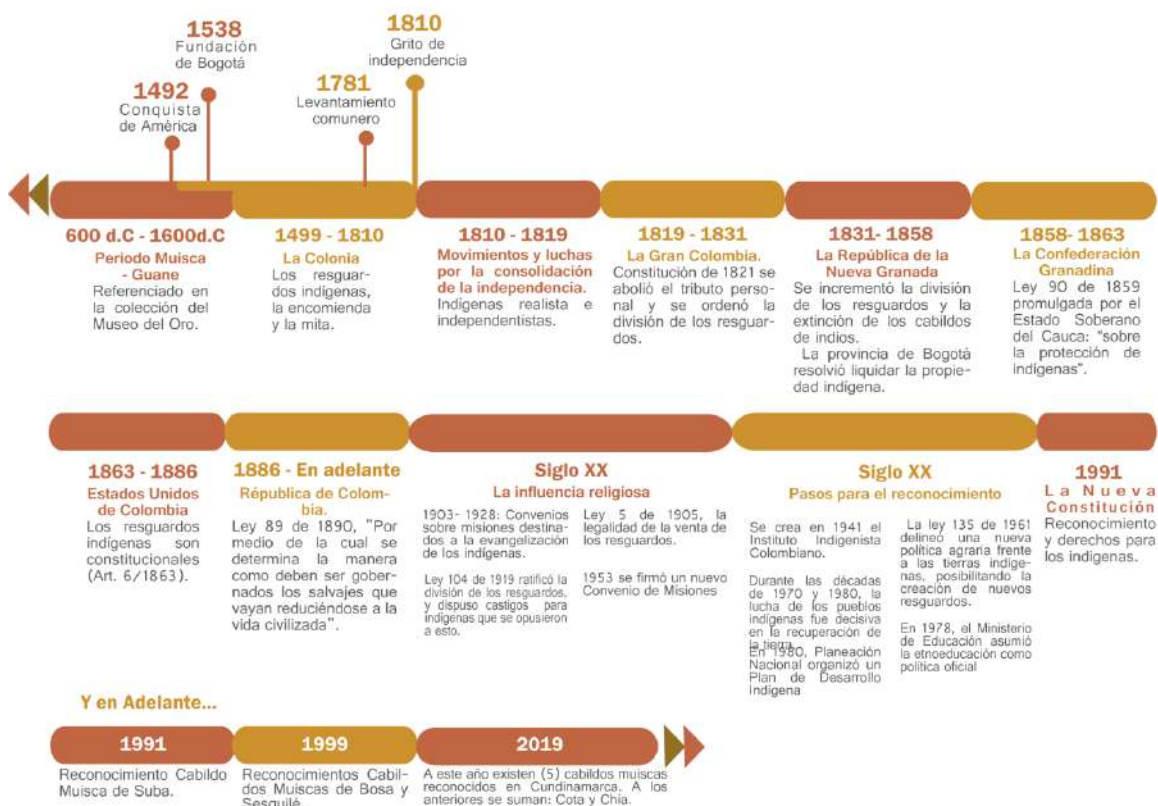 1538
Fundación
de Bogotá
1810
Grito de
independencia
1492
Conquista
de América
1781
Levantamiento
comunero
600 d.C - 1600d.C
Periodo Muisca
- Guane
Referenciado en
la colección del
Museo del Oro.
1499 - 1810
La Colonia
Los resguar-
dos indígenas,
la encomienda
y la mita.
1810 - 1819
Movimientos y luchas
por la consolidación
de la independencia.
Indígenas realista e
independentistas.
1819 - 1831
La Gran Colombia.
Constitución de 1821 se
abolió el tributo perso-
nal y se ordenó la
división de los resguar-
dos.
1831- 1858
La República de la
Nueva Granada
Se incrementó la división
de los resguardos y la
extinción de los cabildos
de indios.
La provincia de Bogotá
resolvió liquidar la propie-
dad indígena.
1858- 1863
La Confederación
Granadina
Ley 90 de 1859
promulgada por el
Estado Soberano
del Cauca: "sobre
la protección de
indígenas".
1863 - 1886
Estados Unidos
de Colombia
Los resguardos
indígenas son
constitucionales
(Art. 6/1863).
1886 - En adelante
Républica de Colom-
bia.
Ley 89 de 1890, "Por
medio de la cual se
determina la manera
como deben ser gober-
nados los salvajes que
vayan reduciéndose a la
vida civilizada".
Siglo XX
La influencia religiosa
1903- 1928: Convenios
sobre misiones destina-
dos a la evangelización
de los indígenas.
Ley 104 de 1919 ratificó la
división de los resguardos,
y dispuso castigos para
indígenas que se opusieron
a esto.
Ley 5 de 1905, la
legalidad de la venta de
los resguardos.
1953 se firmó un nuevo
Convenio de Misiones
Siglo XX
Pasos para el reconocimiento
Se crea en 1941 el
Instituto Indigenista
Colombiano.
Durante las décadas
de 1970 y 1980, la
lucha de los pueblos
indígenas fue decisiva
en la recuperación de
la tierra
En 1980, Planeación
Nacional organizó un
Plan de Desarrollo
Indígena
La ley 135 de 1961
delineó una nueva
política agraria frente
a las tierras indíge-
nas, posibilitando la
creación de nuevos
resguardos.
En 1978, el Ministerio
de Educación asumió
la etnoeducación como
política oficial
1991
La Nueva
Constitución
Reconocimiento
y derechos para
los indigenas.
Y en Adelante...
1991
Reconocimiento Cabildo
Muisca de Suba.
1999
Reconocimientos Cabil-
dos Muiscas de Bosa y
Sesquilé.
2019
A este año existen (5) cabildos muiscas
reconocidos en Cundinamarca. A los
anteriores se suman: Cota y Chía.